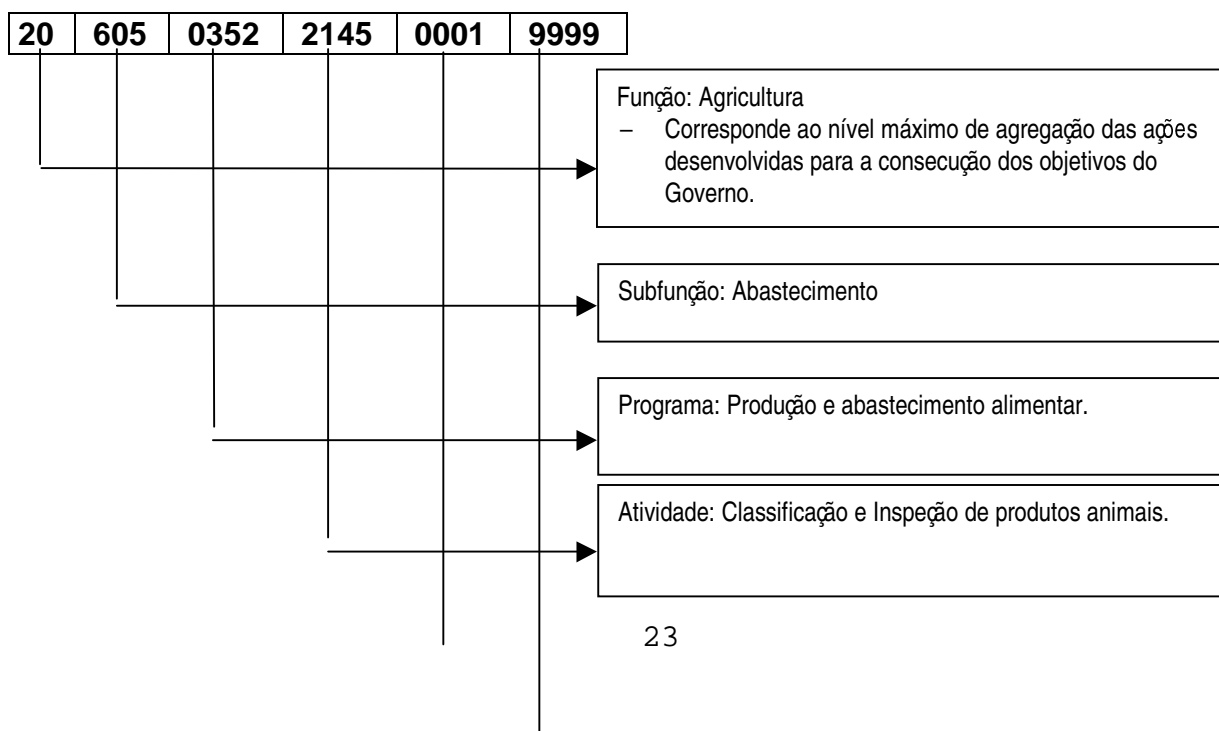 20 605 0352 2145 0001 9999
Função: Agricultura
– Corresponde ao nível máximo de agregação das ações
desenvolvidas para a consecução dos objetivos do
Governo.
Subfunção: Abastecimento
Programa: Produção e abastecimento alimentar.
Atividade: Classificação e Inspeção de produtos animais.
23